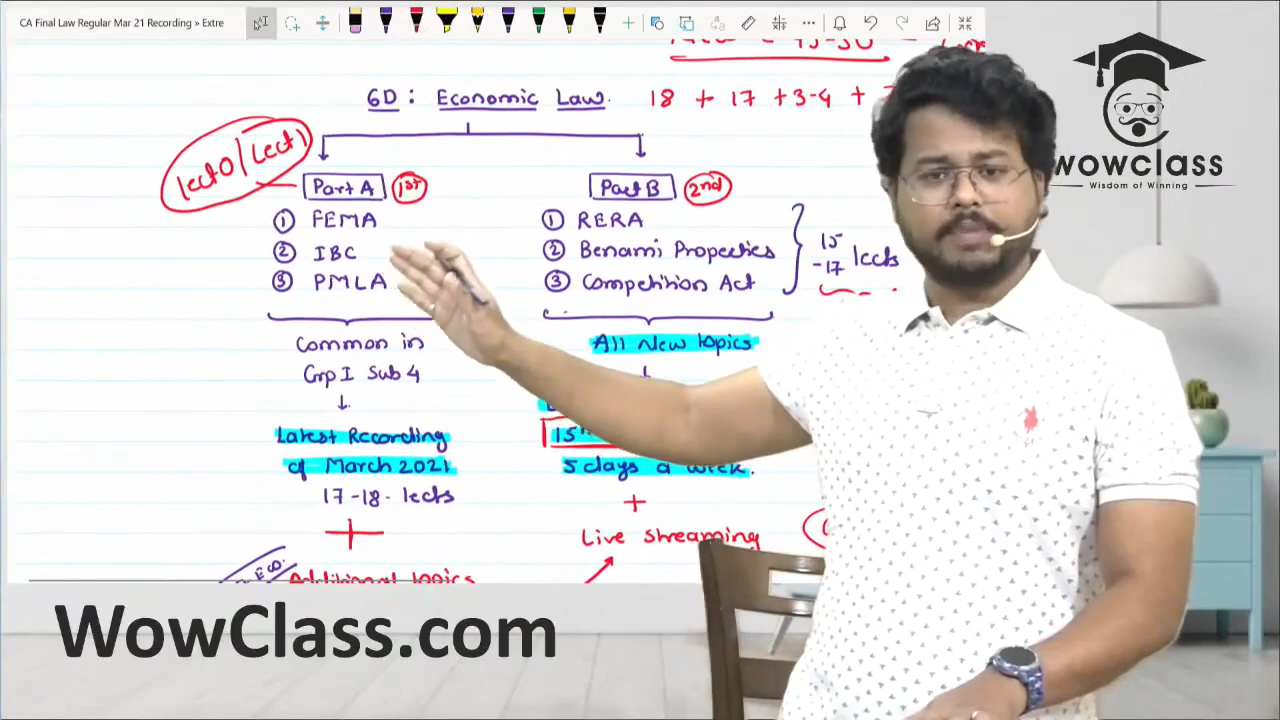 CA Final Law Regular Mar 21 Recording » Extre
6D : Economic Law. 18 + 17 + 3-4 +
Lect 0 / Lect 1
Part A 1st
Part B 2nd
① FEMA
② IBC
③ PMLA
① RERA
② Benami Properties
③ Competition Act
15
-17 lects
Common in
Grp I Sub 4
↓
Latest Recording
of March 2021
17-18- lects
+
Additional topics
Eco.
All New topics
15th
5 days a week.
+
Live streaming
wowclass
Wisdom of Winning
WowClass.com